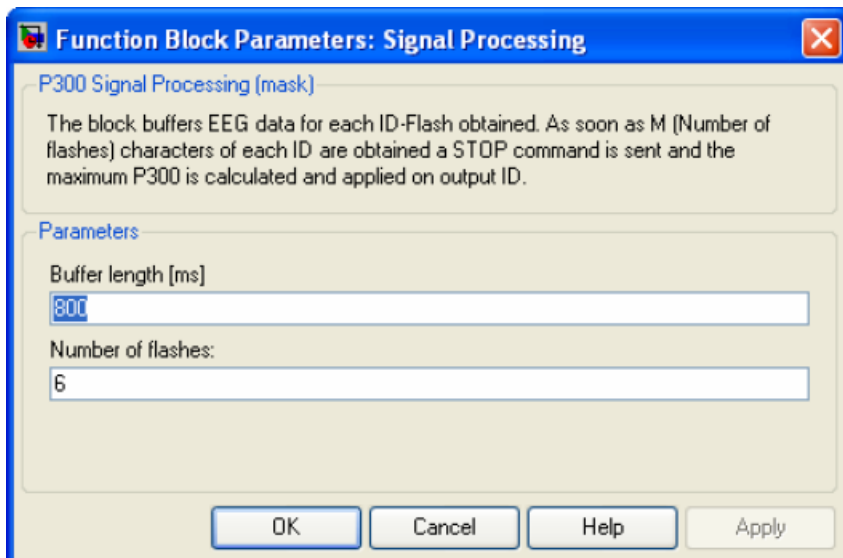 Function Block Parameters: Signal Processing
P300 Signal Processing (mask)
The block buffers EEG data for each ID-Flash obtained. As soon as M (Number of
flashes) characters of each ID are obtained a STOP command is sent and the
maximum P300 is calculated and applied on output ID.
Parameters
Buffer length [ms]
800
Number of flashes:
6
OK Cancel Help Apply